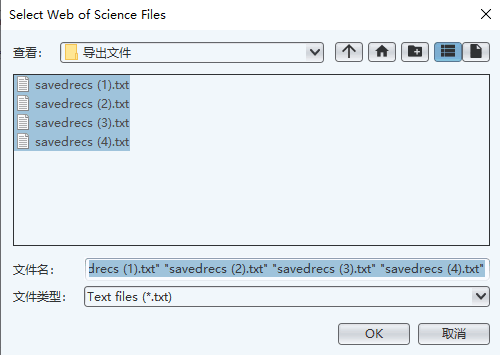 Select Web of Science Files
查看：
导出文件
savedrecs (1).txt
savedrecs (2).txt
savedrecs (3).txt
savedrecs (4).txt
文件名： drecs (1).txt" "savedrecs (2).txt" "savedrecs (3).txt" "savedrecs (4).txt"
文件类型： Text files (*.txt)
OK 取消